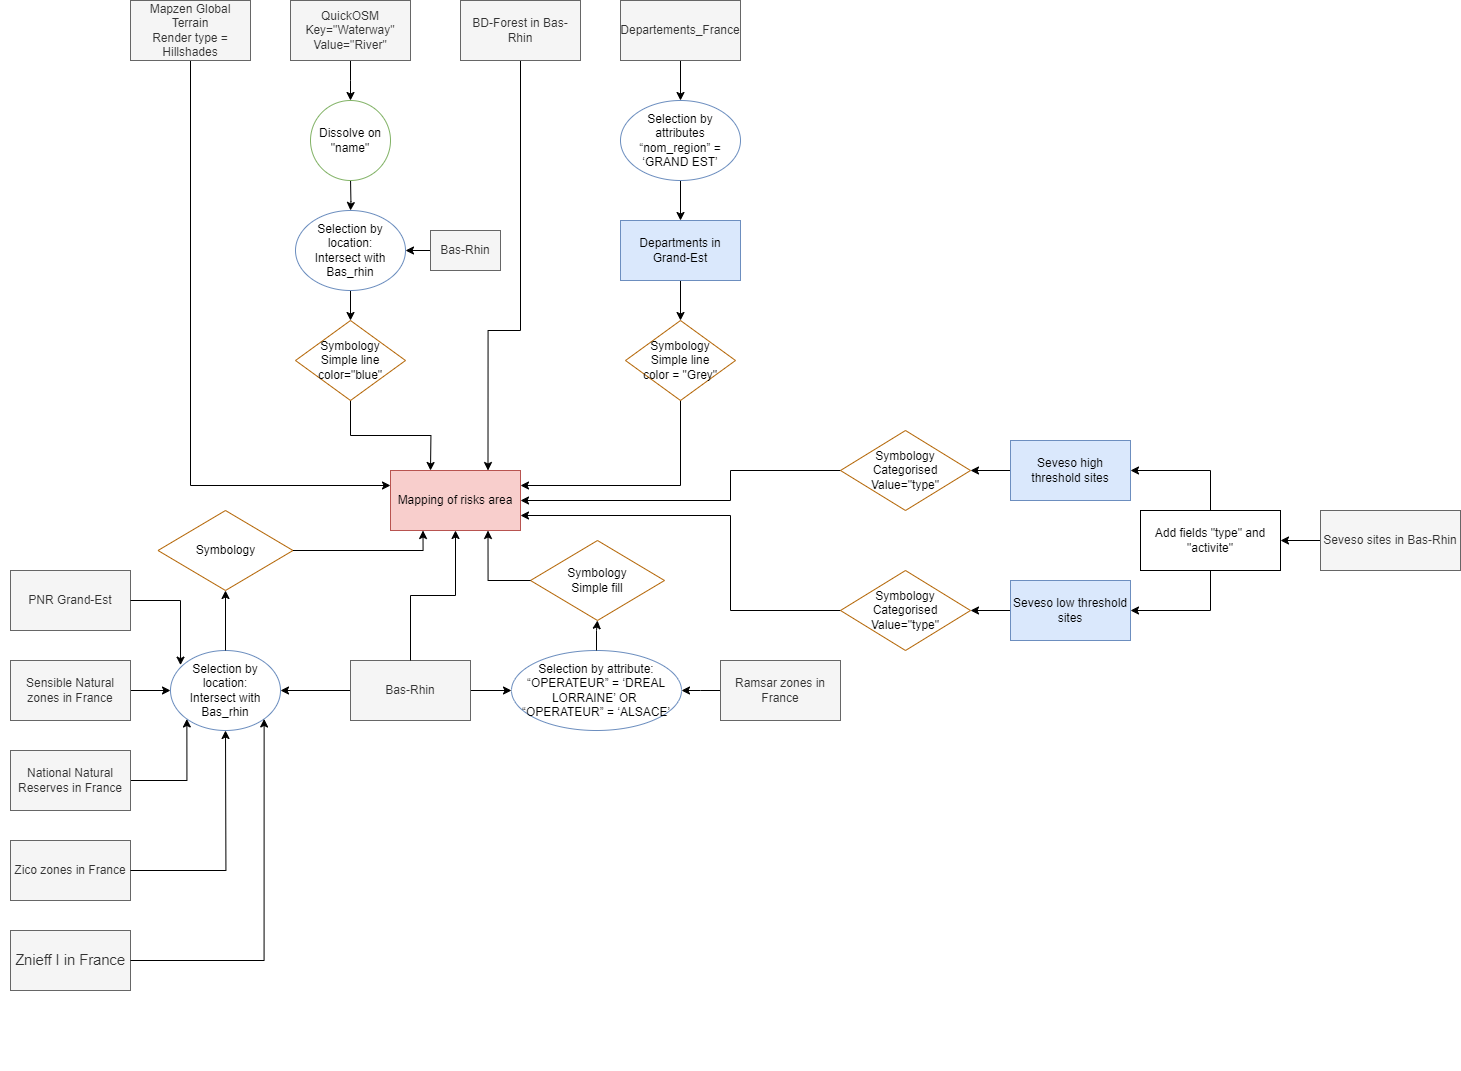 Mapzen Global
Terrain
Render type =
Hillshades
QuickOSM
Key="Waterway"
Value="River"
BD-Forest in Bas-
Rhin
Departements_France
Dissolve on
"name"
Selection by
attributes
“nom_region” =
‘GRAND EST’
Selection by
location:
Intersect with
Bas_rhin
Bas-Rhin
Departments in
Grand-Est
Symbology
Simple line
color="blue"
Symbology
Simple line
color = "Grey"
Symbology
Categorised
Value="type"
Seveso high
threshold sites
Mapping of risks area
Add fields "type" and
"activite"
Seveso sites in Bas-Rhin
Symbology
Symbology
Simple fill
Symbology
Categorised
Value="type"
Seveso low threshold
sites
PNR Grand-Est
Sensible Natural
zones in France
Selection by
location:
Intersect with
Bas_rhin
Bas-Rhin
Selection by attribute:
“OPERATEUR” = ‘DREAL
LORRAINE’ OR
“OPERATEUR” = ‘ALSACE’
Ramsar zones in
France
National Natural
Reserves in France
Zico zones in France
Znieff I in France